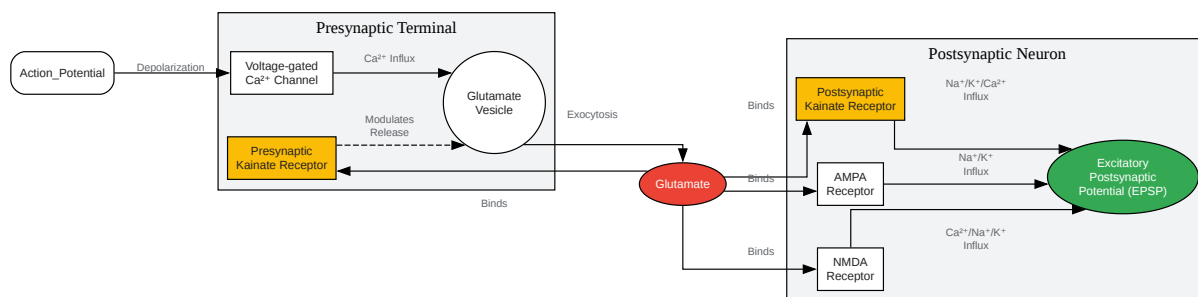 Presynaptic Terminal
Action_Potential
Depolarization
Voltage-gated
Ca²⁺ Channel
Ca²⁺ Influx
Glutamate
Vesicle
Modulates
Release
Presynaptic
Kainate Receptor
Exocytosis
Binds
Glutamate
Postsynaptic Neuron
Binds
Postsynaptic
Kainate Receptor
Na⁺/K⁺/Ca²⁺
Influx
Binds
AMPA
Receptor
Na⁺/K⁺
Influx
Excitatory
Postsynaptic
Potential (EPSP)
Binds
NMDA
Receptor
Ca²⁺/Na⁺/K⁺
Influx